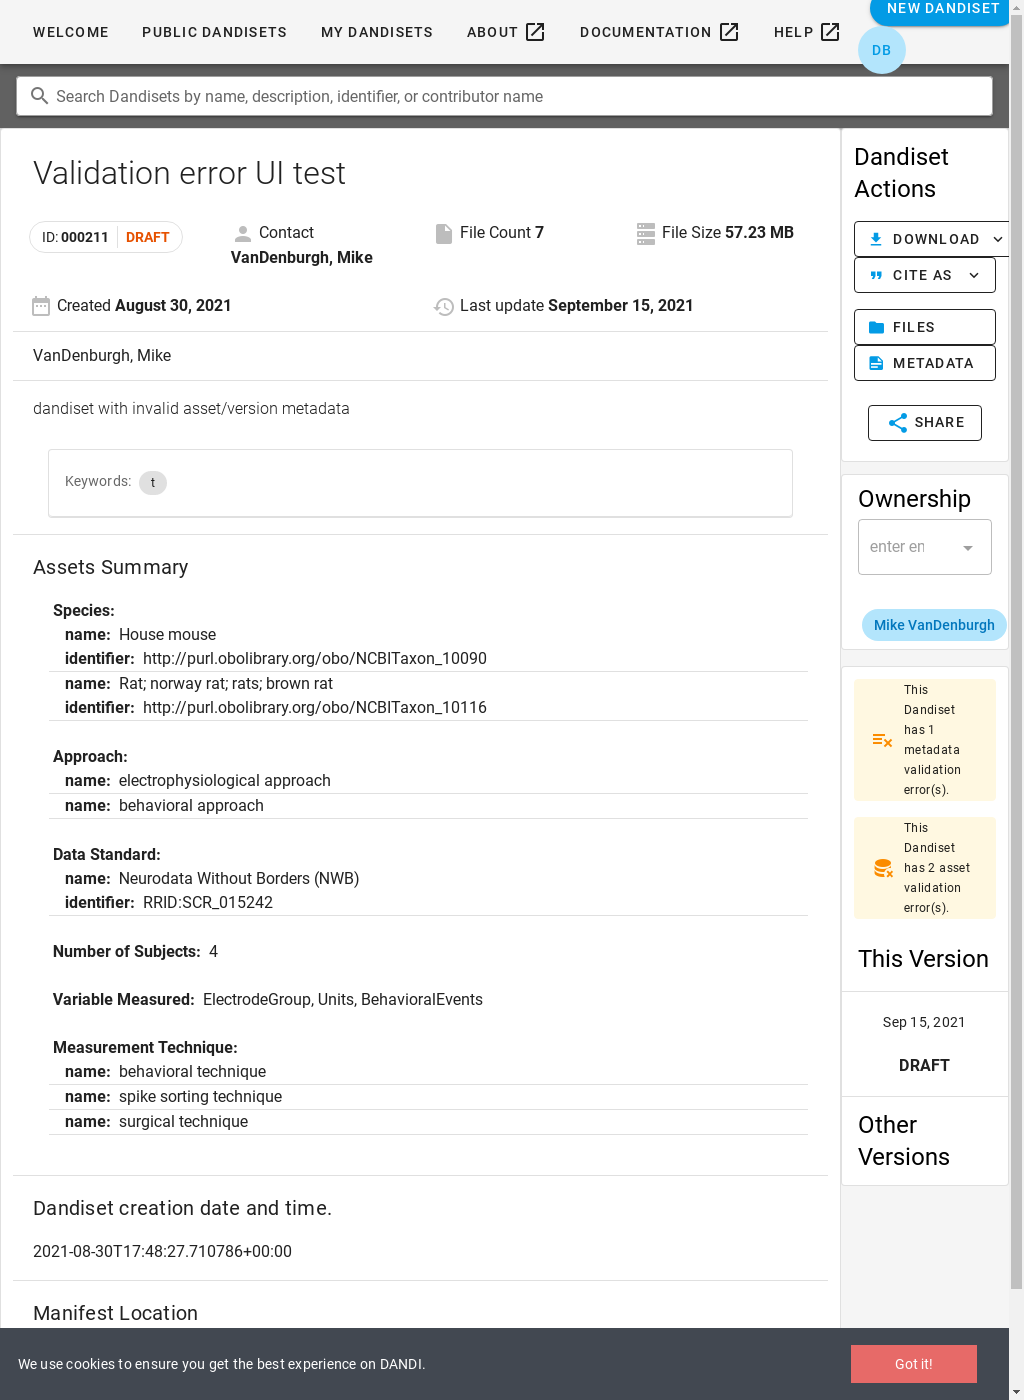 WELCOME PUBLIC DANDISETS MY DANDISETS ABOUT DOCUMENTATION HELP NEW DANDISET
DB
Search Dandisets by name, description, identifier, or contributor name
Validation error UI test
ID: 000211 DRAFT
Contact VanDenburgh, Mike
File Count 7
File Size 57.23 MB
Created August 30, 2021
Last update September 15, 2021
VanDenburgh, Mike
dandiset with invalid asset/version metadata
Keywords: t
Assets Summary
Species:
name: House mouse
identifier: http://purl.obolibrary.org/obo/NCBITaxon_10090
name: Rat; norway rat; rats; brown rat
identifier: http://purl.obolibrary.org/obo/NCBITaxon_10116
Approach:
name: electrophysiological approach
name: behavioral approach
Data Standard:
name: Neurodata Without Borders (NWB)
identifier: RRID:SCR_015242
Number of Subjects: 4
Variable Measured: ElectrodeGroup, Units, BehavioralEvents
Measurement Technique:
name: behavioral technique
name: spike sorting technique
name: surgical technique
Dandiset creation date and time.
2021-08-30T17:48:27.710786+00:00
Manifest Location
Dandiset
Actions
DOWNLOAD
CITE AS
FILES
METADATA
SHARE
Ownership
enter en
Mike VanDenburgh
This
Dandiset
has 1
metadata
validation
error(s).
This
Dandiset
has 2 asset
validation
error(s).
This Version
Sep 15, 2021
DRAFT
Other
Versions
We use cookies to ensure you get the best experience on DANDI.
Got it!